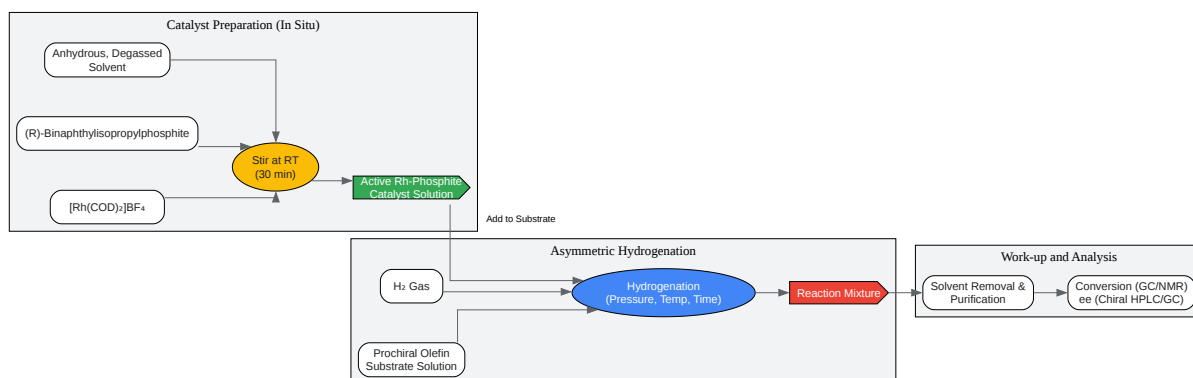 Catalyst Preparation (In Situ)
Anhydrous, Degassed
Solvent
(R)-Binaphthylisopropylphosphite
Stir at RT
(30 min)
Active Rh-Phosphite
Catalyst Solution
[Rh(COD)₂]BF₄
Add to Substrate
Asymmetric Hydrogenation
H₂ Gas
Hydrogenation
(Pressure, Temp, Time)
Reaction Mixture
Prochiral Olefin
Substrate Solution
Work-up and Analysis
Solvent Removal &
Purification
Conversion (GC/NMR)
ee (Chiral HPLC/GC)